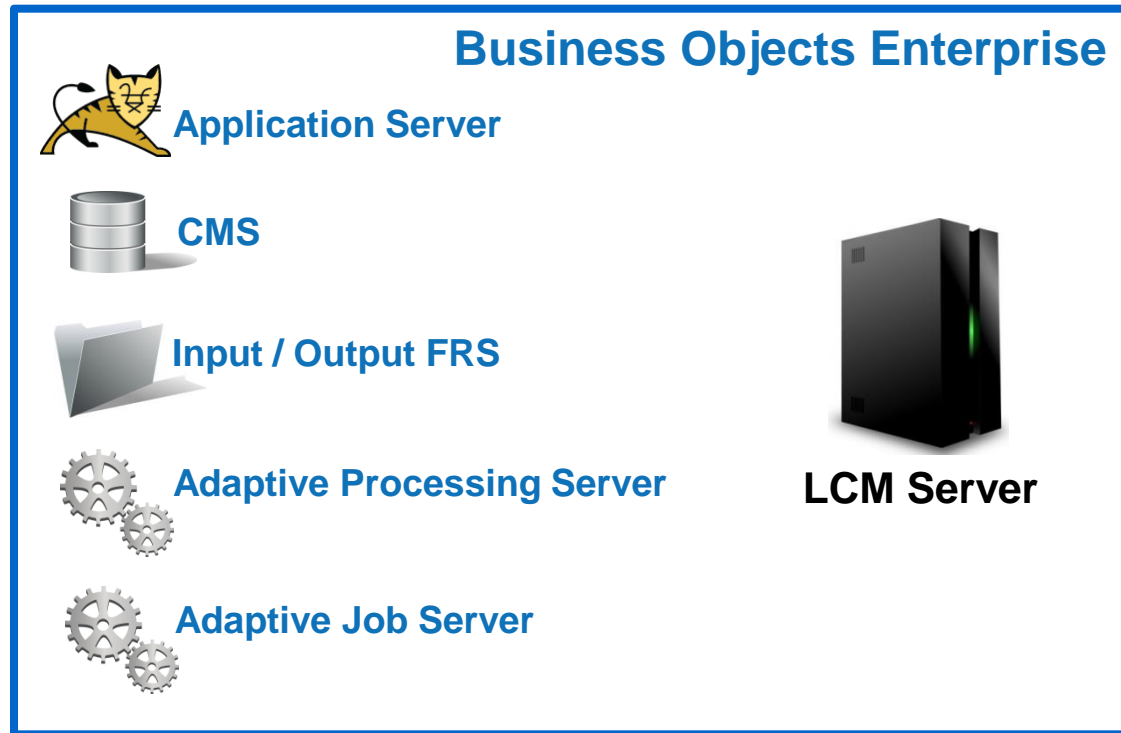 Business Objects Enterprise
Application Server
CMS
Input / Output FRS
Adaptive Processing Server
LCM Server
Adaptive Job Server